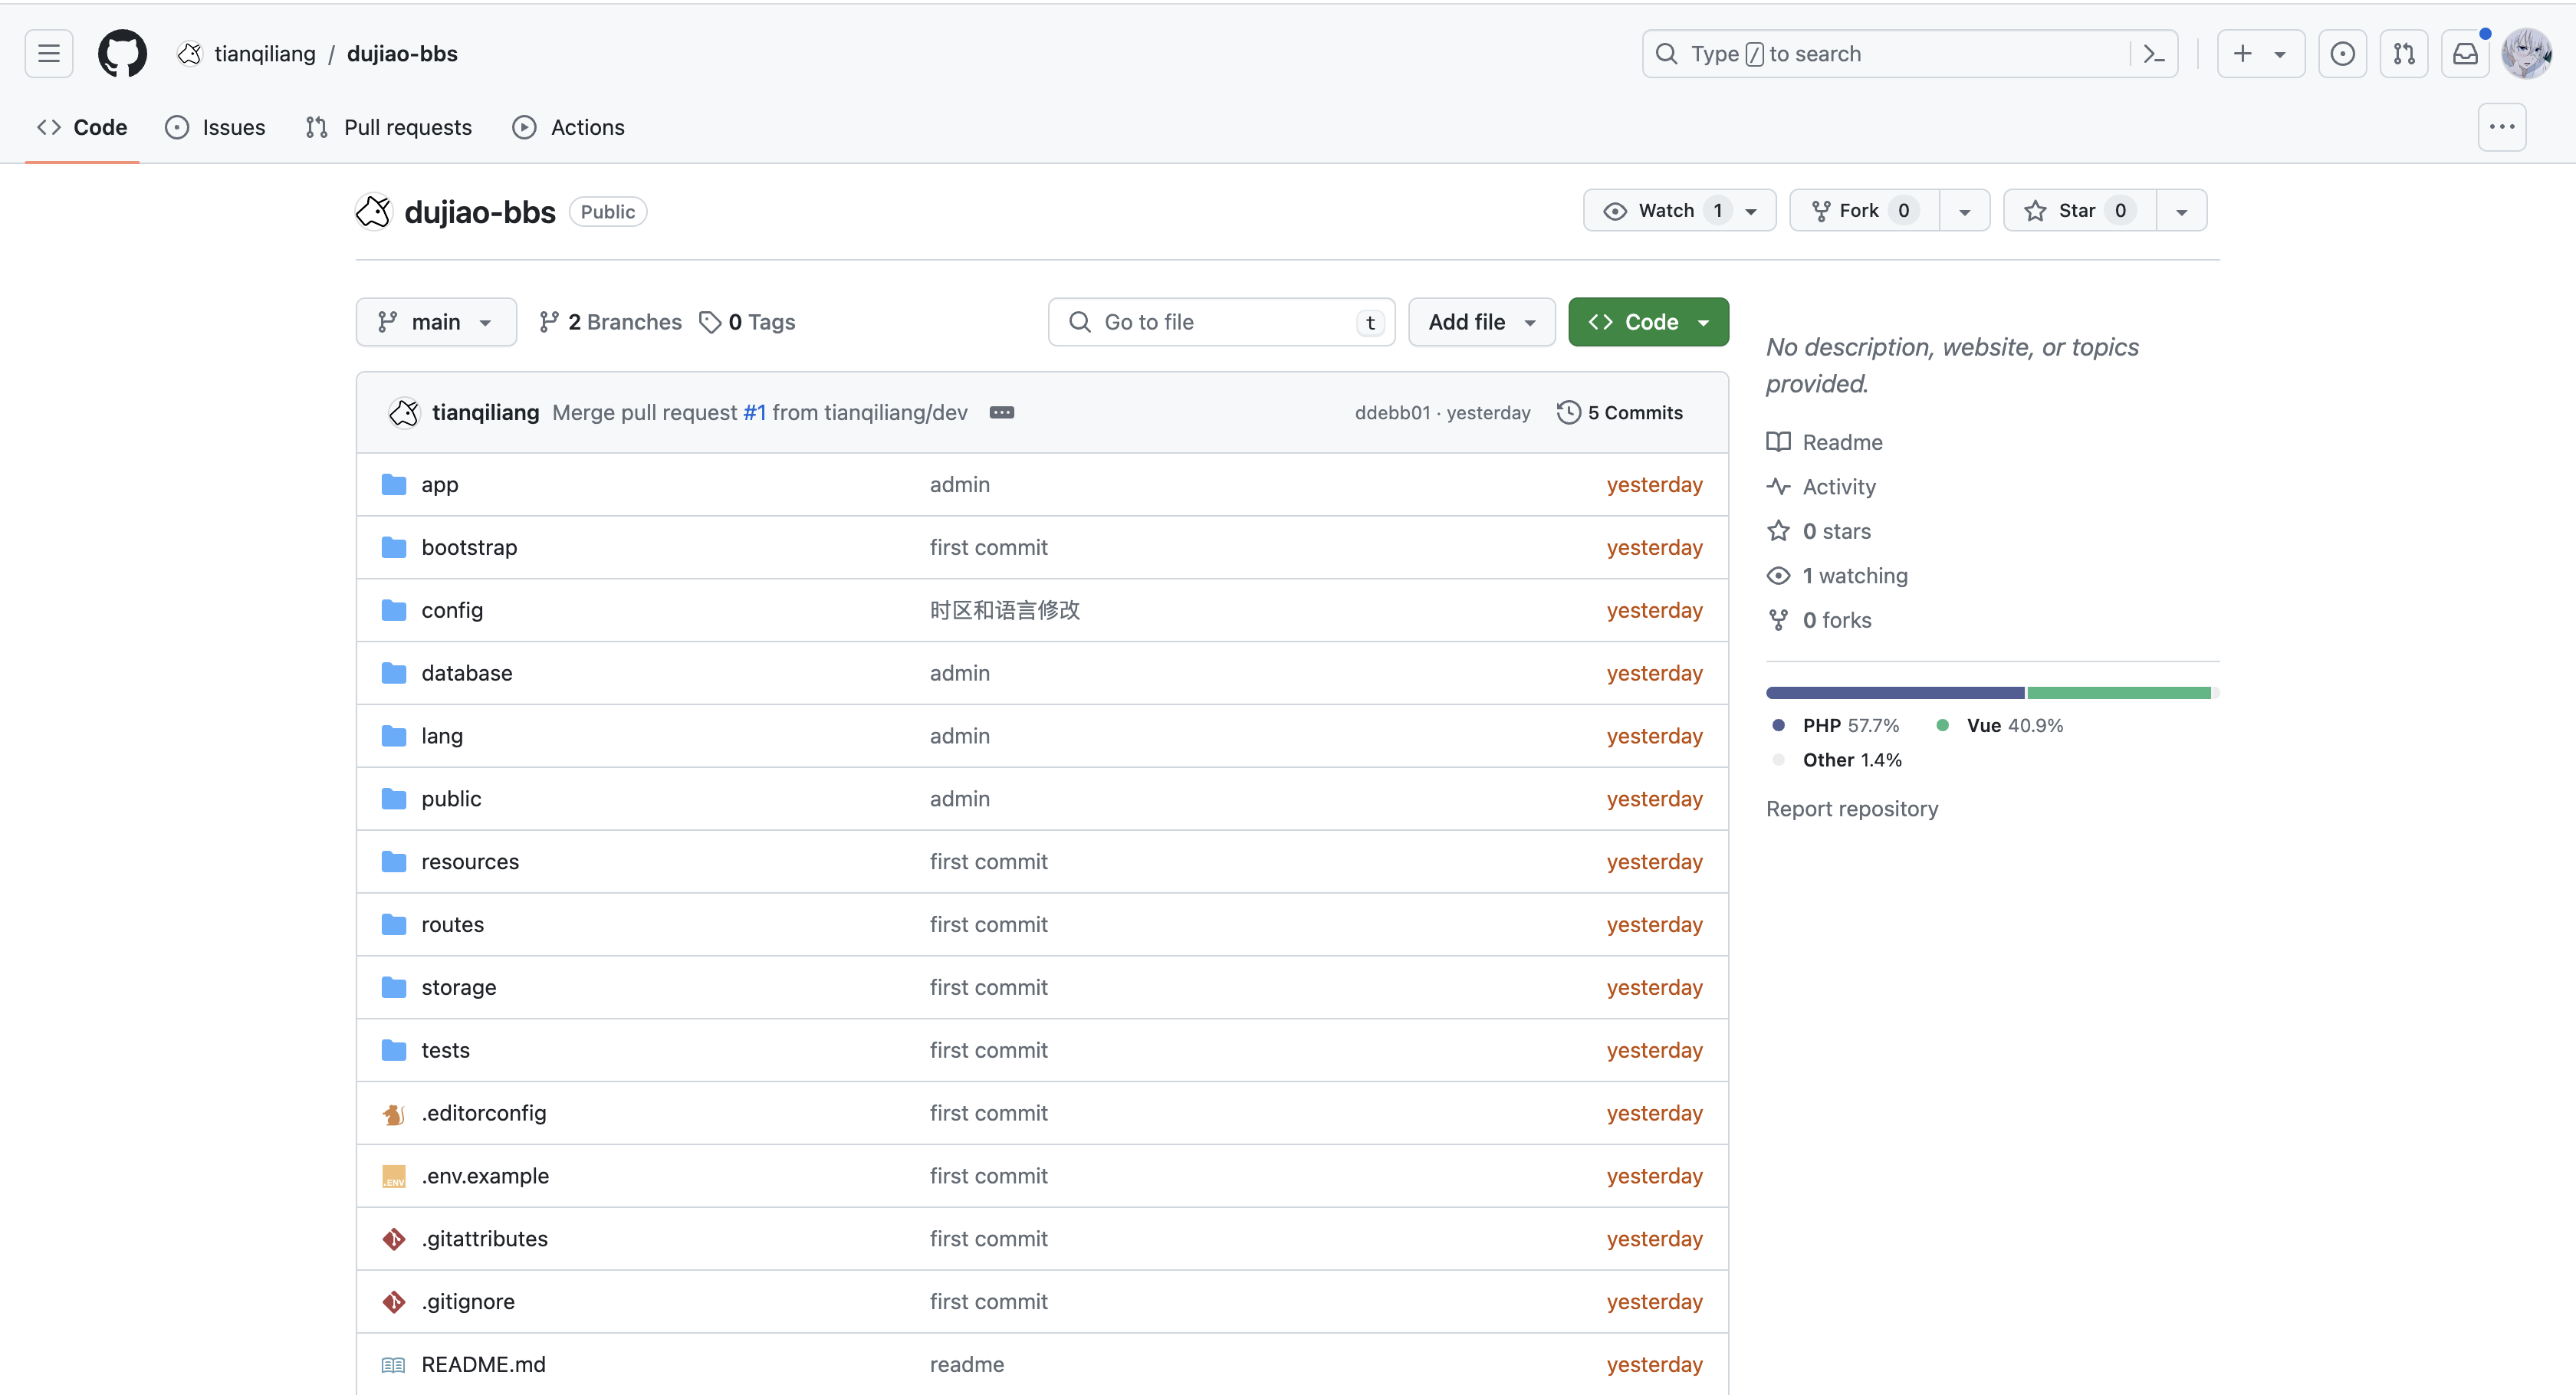 tianqiliang / dujiao-bbs
Type / to search
Code Issues Pull requests Actions
dujiao-bbs Public
Watch 1 Fork 0 Star 0
main 2 Branches 0 Tags Go to file t Add file Code
No description, website, or topics provided.
tianqiliang Merge pull request #1 from tianqiliang/dev ddebb01 · yesterday 5 Commits
app admin yesterday
bootstrap first commit yesterday
config 时区和语言修改 yesterday
database admin yesterday
lang admin yesterday
public admin yesterday
resources first commit yesterday
routes first commit yesterday
storage first commit yesterday
tests first commit yesterday
.editorconfig first commit yesterday
.ENV .env.example first commit yesterday
.gitattributes first commit yesterday
.gitignore first commit yesterday
README.md readme yesterday
Readme
Activity
0 stars
1 watching
0 forks
PHP 57.7% Vue 40.9%
Other 1.4%
Report repository